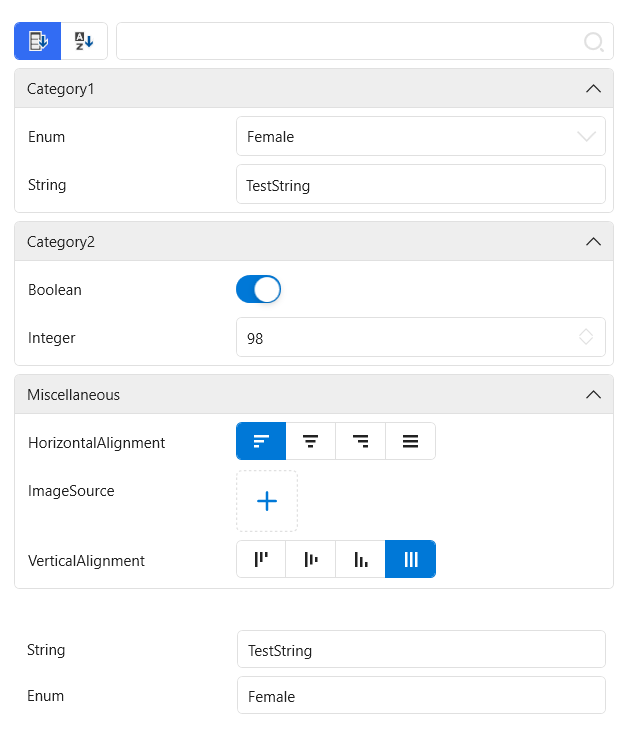 A
Z
Category1
Enum Female
String TestString
Category2
Boolean
Integer 98
Miscellaneous
HorizontalAlignment
ImageSource
VerticalAlignment
String TestString
Enum Female